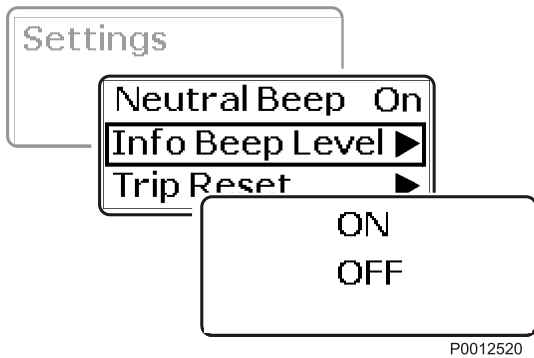 Settings
Neutral Beep On
Info Beep Level ▶
Trip Reset ▶
ON
OFF
P0012520